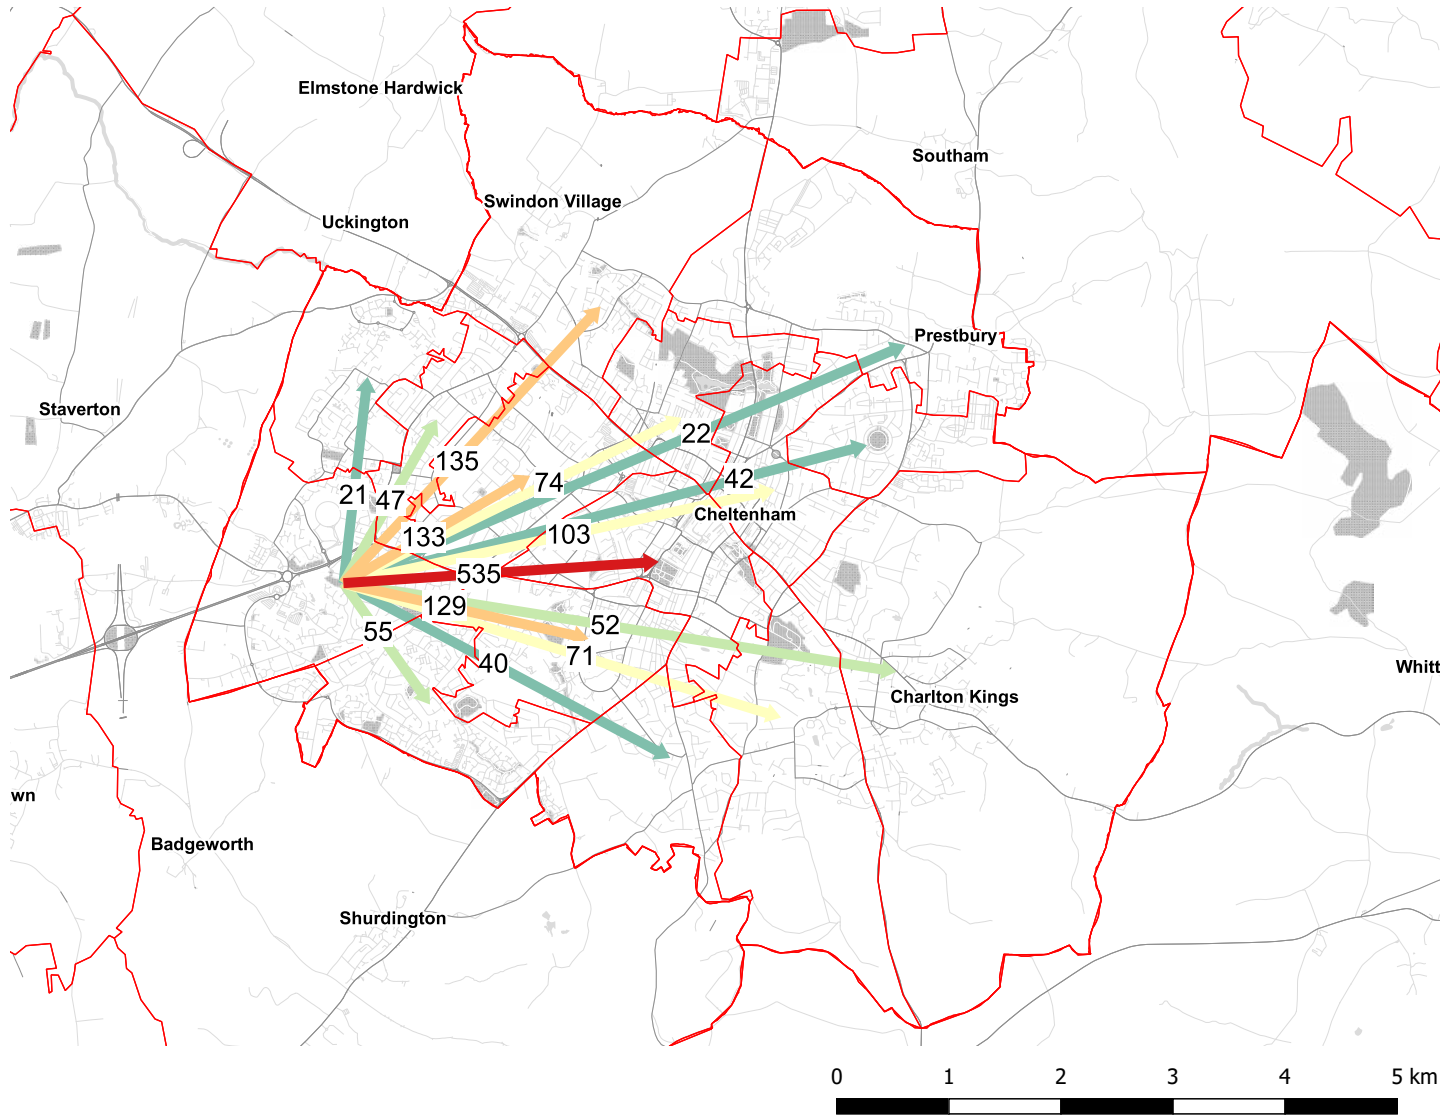 Elmstone Hardwick
Southam
Swindon Village
Uckington
Prestbury
Staverton
22
135
42
74
21
47
Cheltenham
103
133
535
129
52
55
71
40
Whitt
Charlton Kings
wn
Badgeworth
Shurdington
0 1 2 3 4 5 km